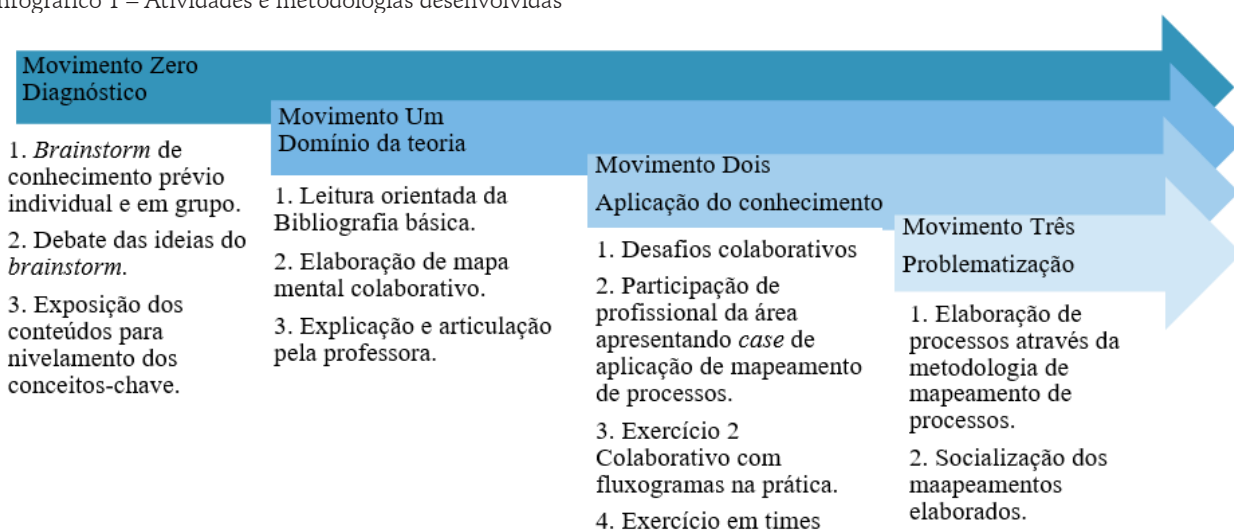 Infográfico 1 – Atividades e metodologias desenvolvidas
Movimento Zero
Diagnóstico
1. Brainstorm de
conhecimento prévio
individual e em grupo.
2. Debate das ideias do
brainstorm.
3. Exposição dos
conteúdos para
nivelamento dos
conceitos-chave.
Movimento Um
Domínio da teoria
1. Leitura orientada da
Bibliografia básica.
2. Elaboração de mapa
mental colaborativo.
3. Explicação e articulação
pela professora.
Movimento Dois
Aplicação do conhecimento
1. Desafios colaborativos
2. Participação de
profissional da área
apresentando case de
aplicação de mapeamento
de processos.
3. Exercício 2
Colaborativo com
fluxogramas na prática.
4. Exercício em times
Movimento Três
Problematização
1. Elaboração de
processos através da
metodologia de
mapeamento de
processos.
2. Socialização dos
maapeamentos
elaborados.